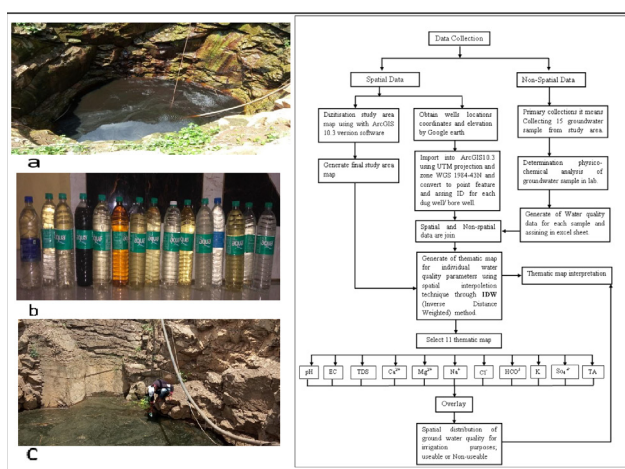 a
b
C
Data Collection
Spatial Data
Non-Spatial Data
Dizitisation study area
map using with ArcGIS
10.3 version software
Generate final study area
map
Obtain wells locations
coordinates and elevation
by Google earth
Import into ArcGIS10.3
using UTM projection and
zone WGS 1984-43N and
convert to point feature
and assing ID for each
dug well/ bore well.
Spatial and Non-spatial
data are join
Primary collections it means
Collecting 15 groundwater
sample from study area.
Determination physico-
chemical analysis of
groundwater sample in lab.
Generate of Water quality
data for each sample and
assining in excel sheet.
Generate of thematic map
for individual water
quality parameters using
spatial interpoletion
technique through IDW
(Inverse Distance
Weighted) method.
Thematic map interpretation
Select 11 thematic map
pH EC TDS Ca²⁺ Mg²⁺ Na⁺ HCO³ K TA
Overlay
Spatial distribution of
ground water quality for
irrigation purposes,
useable or Non-useable